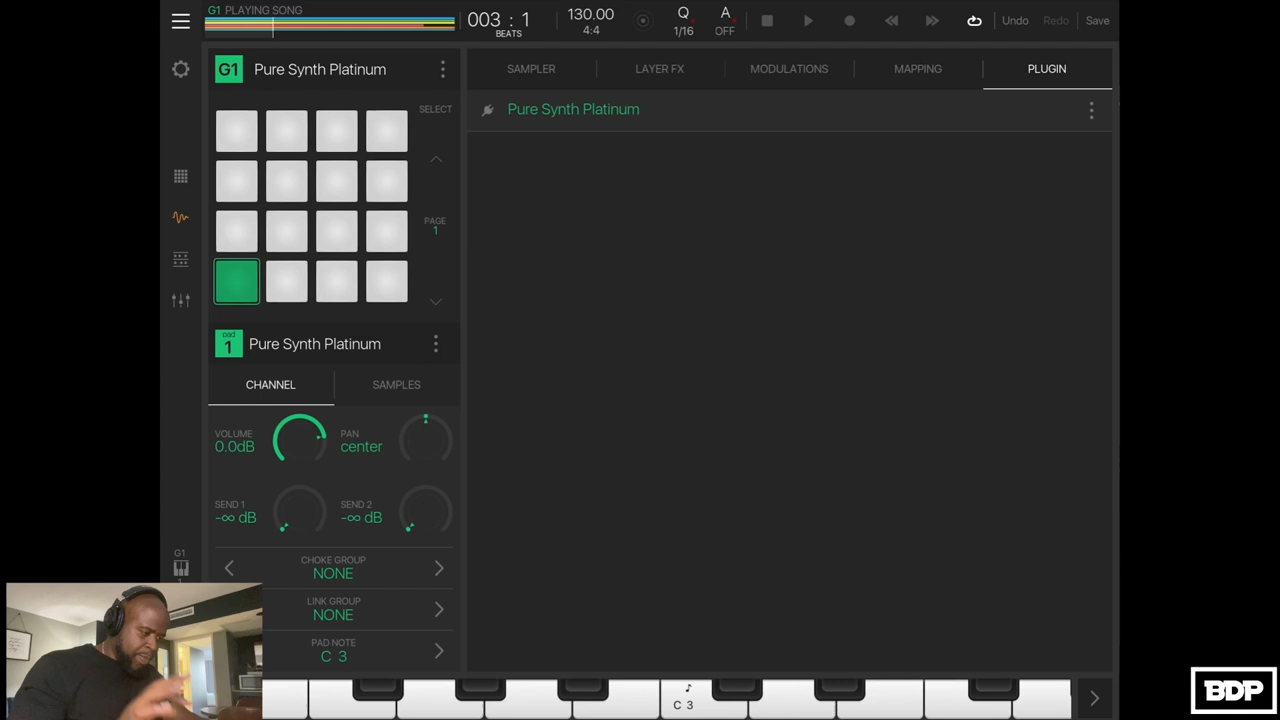 G1 PLAYING SONG
003 : 1
BEATS
130.00
4:4
Q
1/16
A
OFF
Undo
Redo
Save
G1 Pure Synth Platinum
SELECT
PAGE
1
SAMPLER
LAYER FX
MODULATIONS
MAPPING
PLUGIN
Pure Synth Platinum
pad
1
Pure Synth Platinum
CHANNEL
SAMPLES
VOLUME
0.0dB
PAN
center
SEND 1
-∞ dB
SEND 2
-∞ dB
CHOKE GROUP
NONE
LINK GROUP
NONE
PAD NOTE
C 3
G1
C 3
BDP